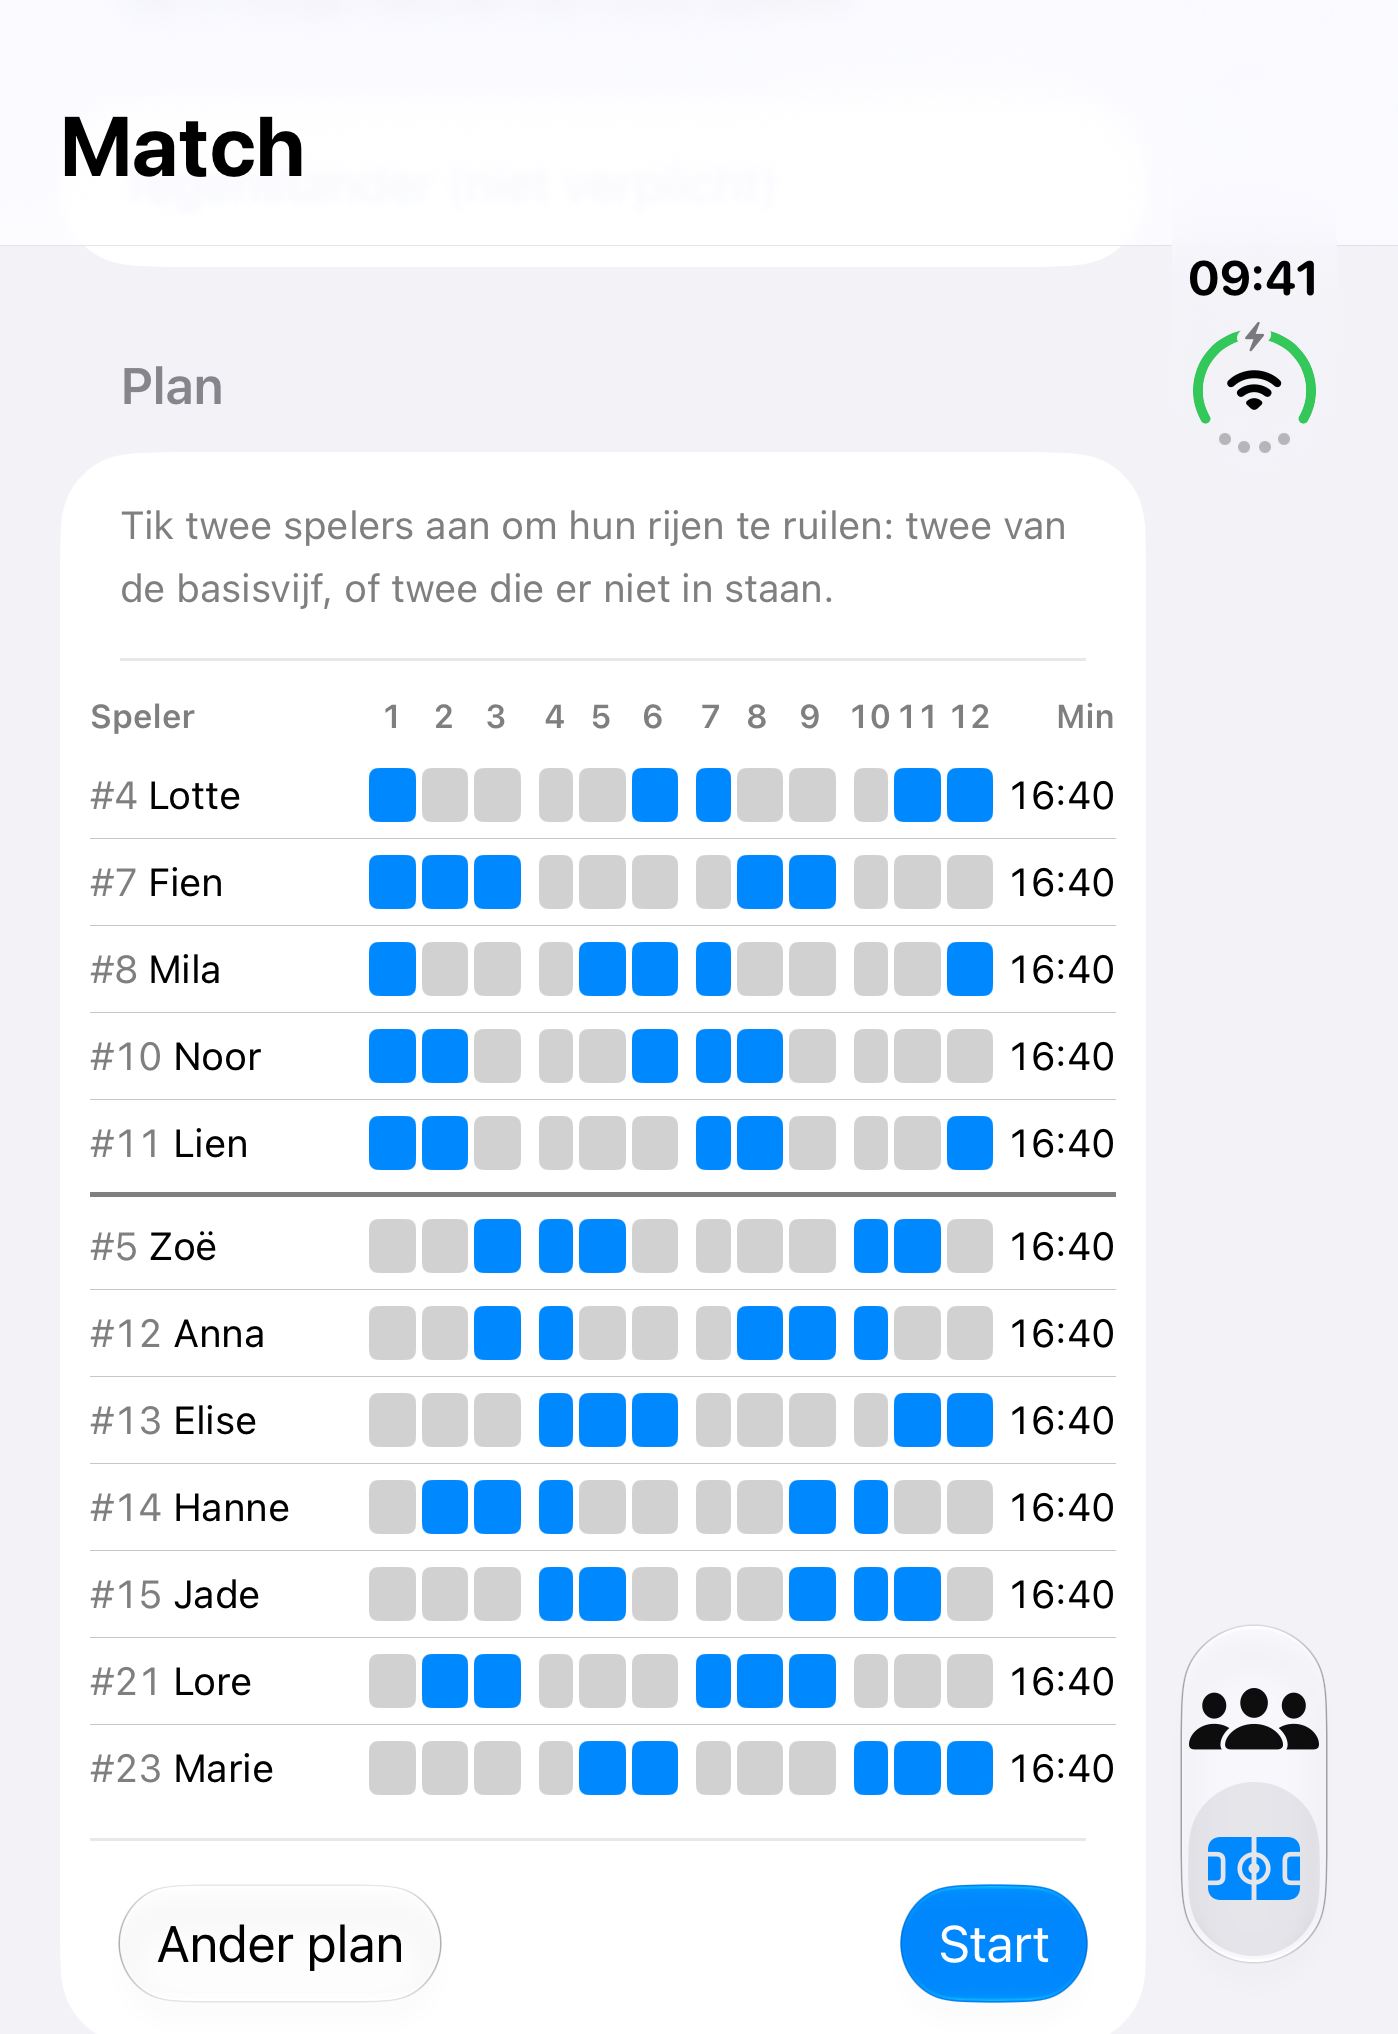 Match
Tegenstander (niet verplicht)
09:41
Plan
Tik twee spelers aan om hun rijen te ruilen: twee van
de basisvijf, of twee die er niet in staan.
Speler 1 2 3 4 5 6 7 8 9 10 11 12 Min
#4 Lotte 16:40
#7 Fien 16:40
#8 Mila 16:40
#10 Noor 16:40
#11 Lien 16:40
#5 Zoë 16:40
#12 Anna 16:40
#13 Elise 16:40
#14 Hanne 16:40
#15 Jade 16:40
#21 Lore 16:40
#23 Marie 16:40
Ander plan Start